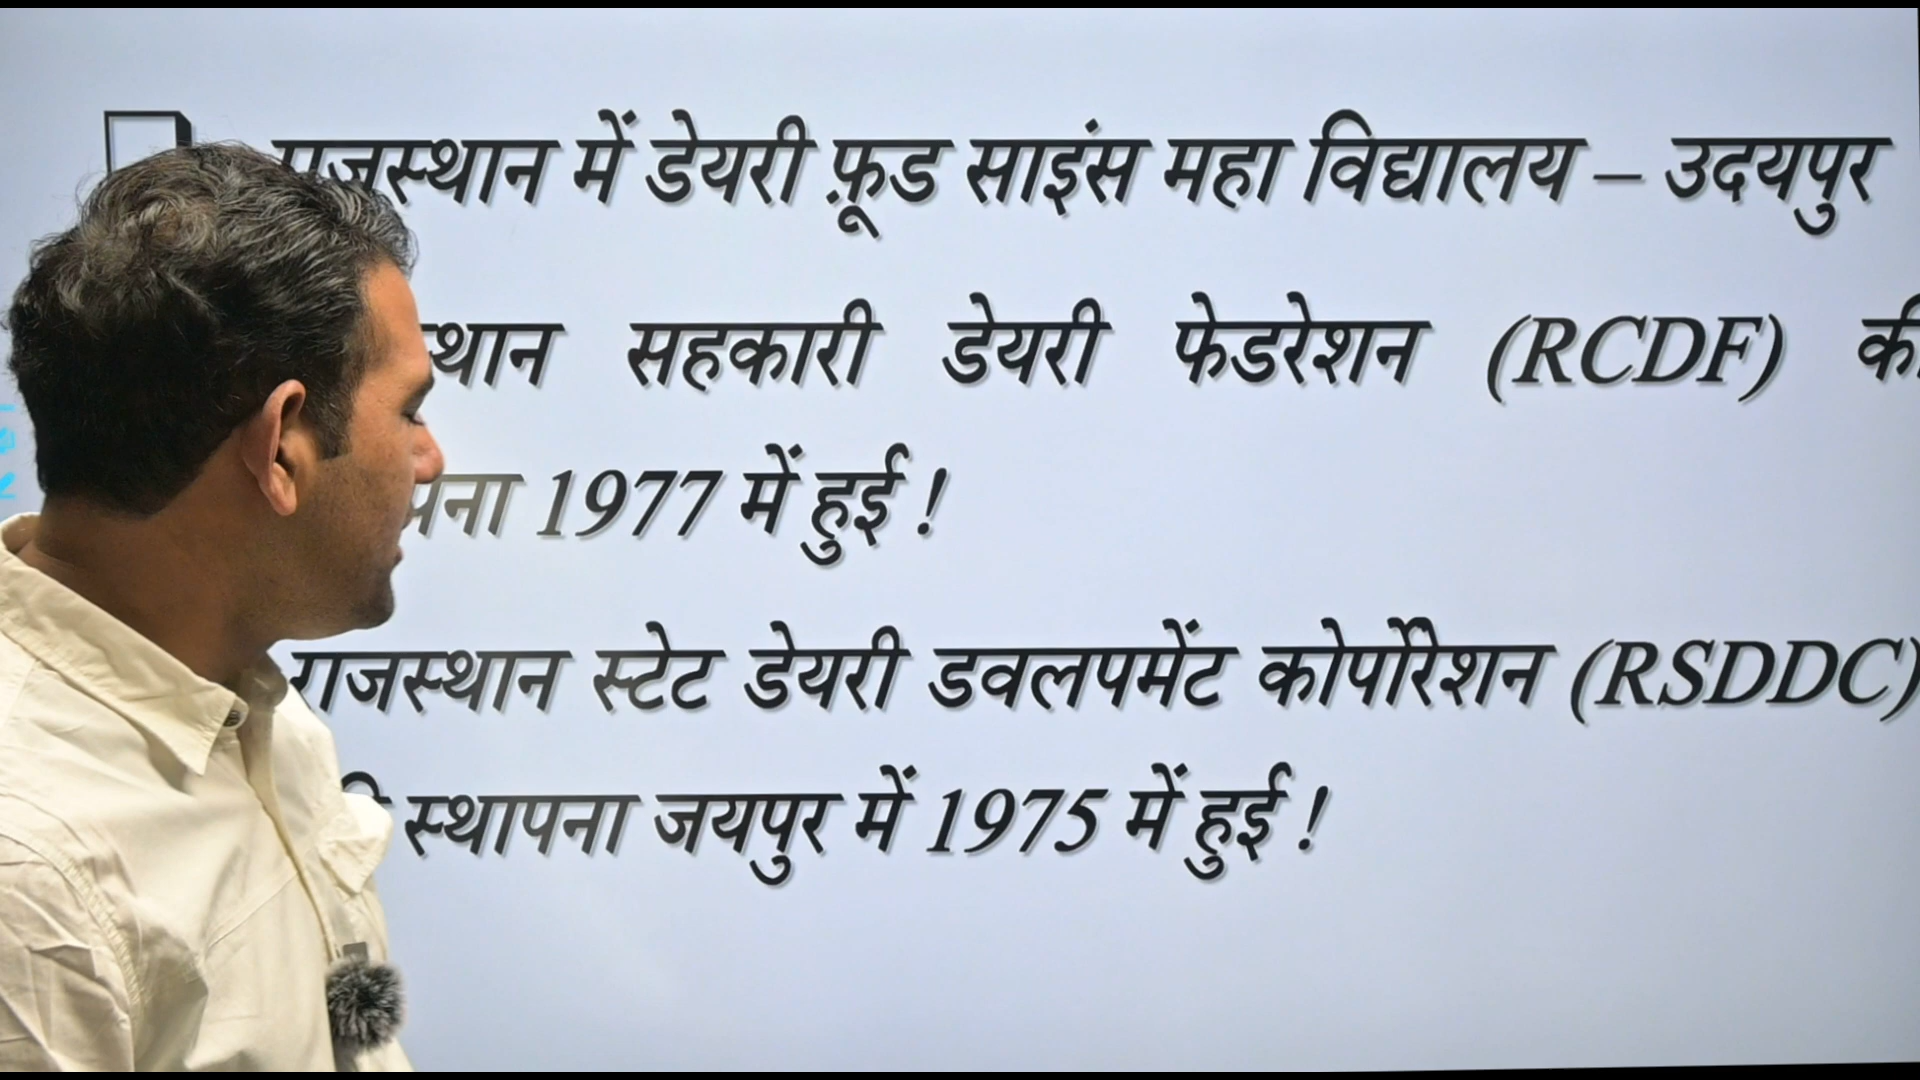 राजस्थान में डेयरी फ़ूड साइंस महा विद्यालय – उदयपुर
सहकारी डेयरी फेडरेशन (RCDF) की
1977 में हुई !
राजस्थान स्टेट डेयरी डवलपमेंट कोर्पोरेशन (RSDDC)
स्थापना जयपुर में 1975 में हुई !